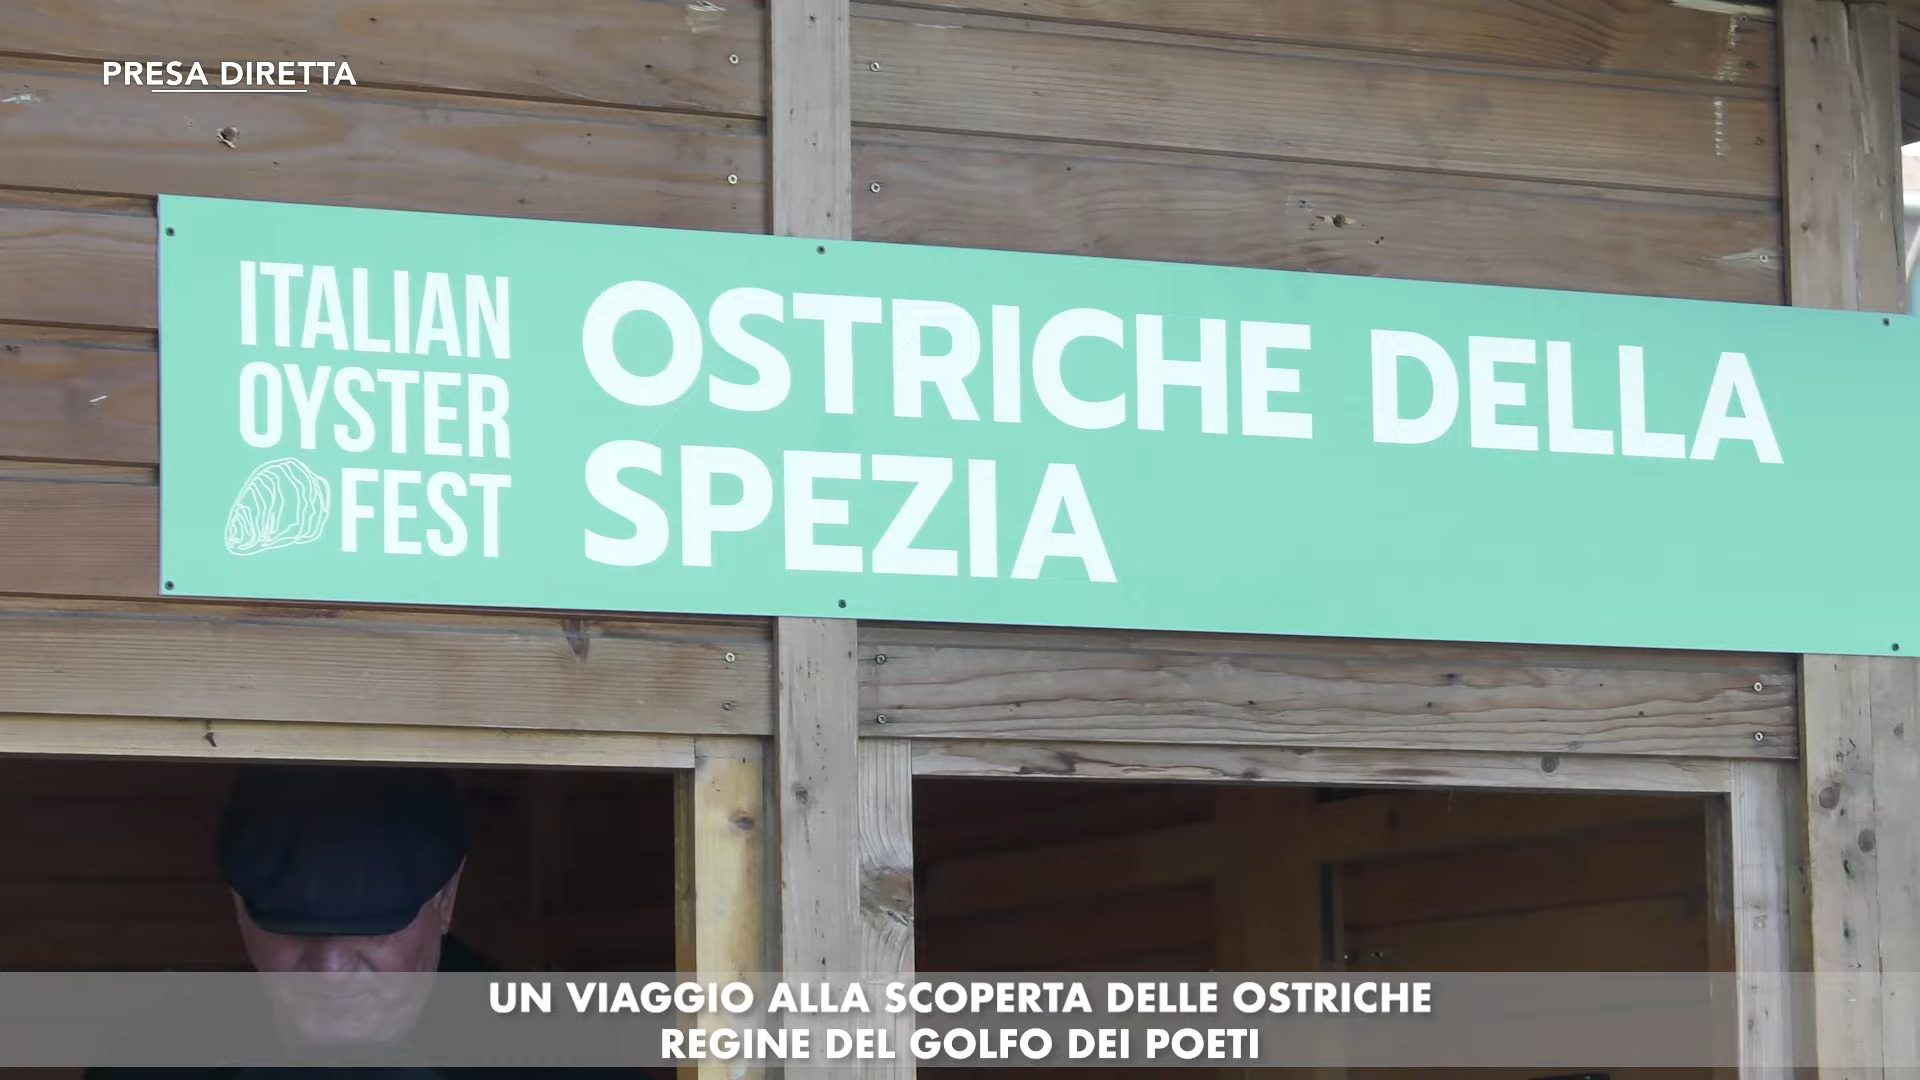 PRESA DIRETTA
ITALIAN
OYSTER
FEST
OSTRICHE DELLA
SPEZIA
UN VIAGGIO ALLA SCOPERTA DELLE OSTRICHE
REGINE DEL GOLFO DEI POETI